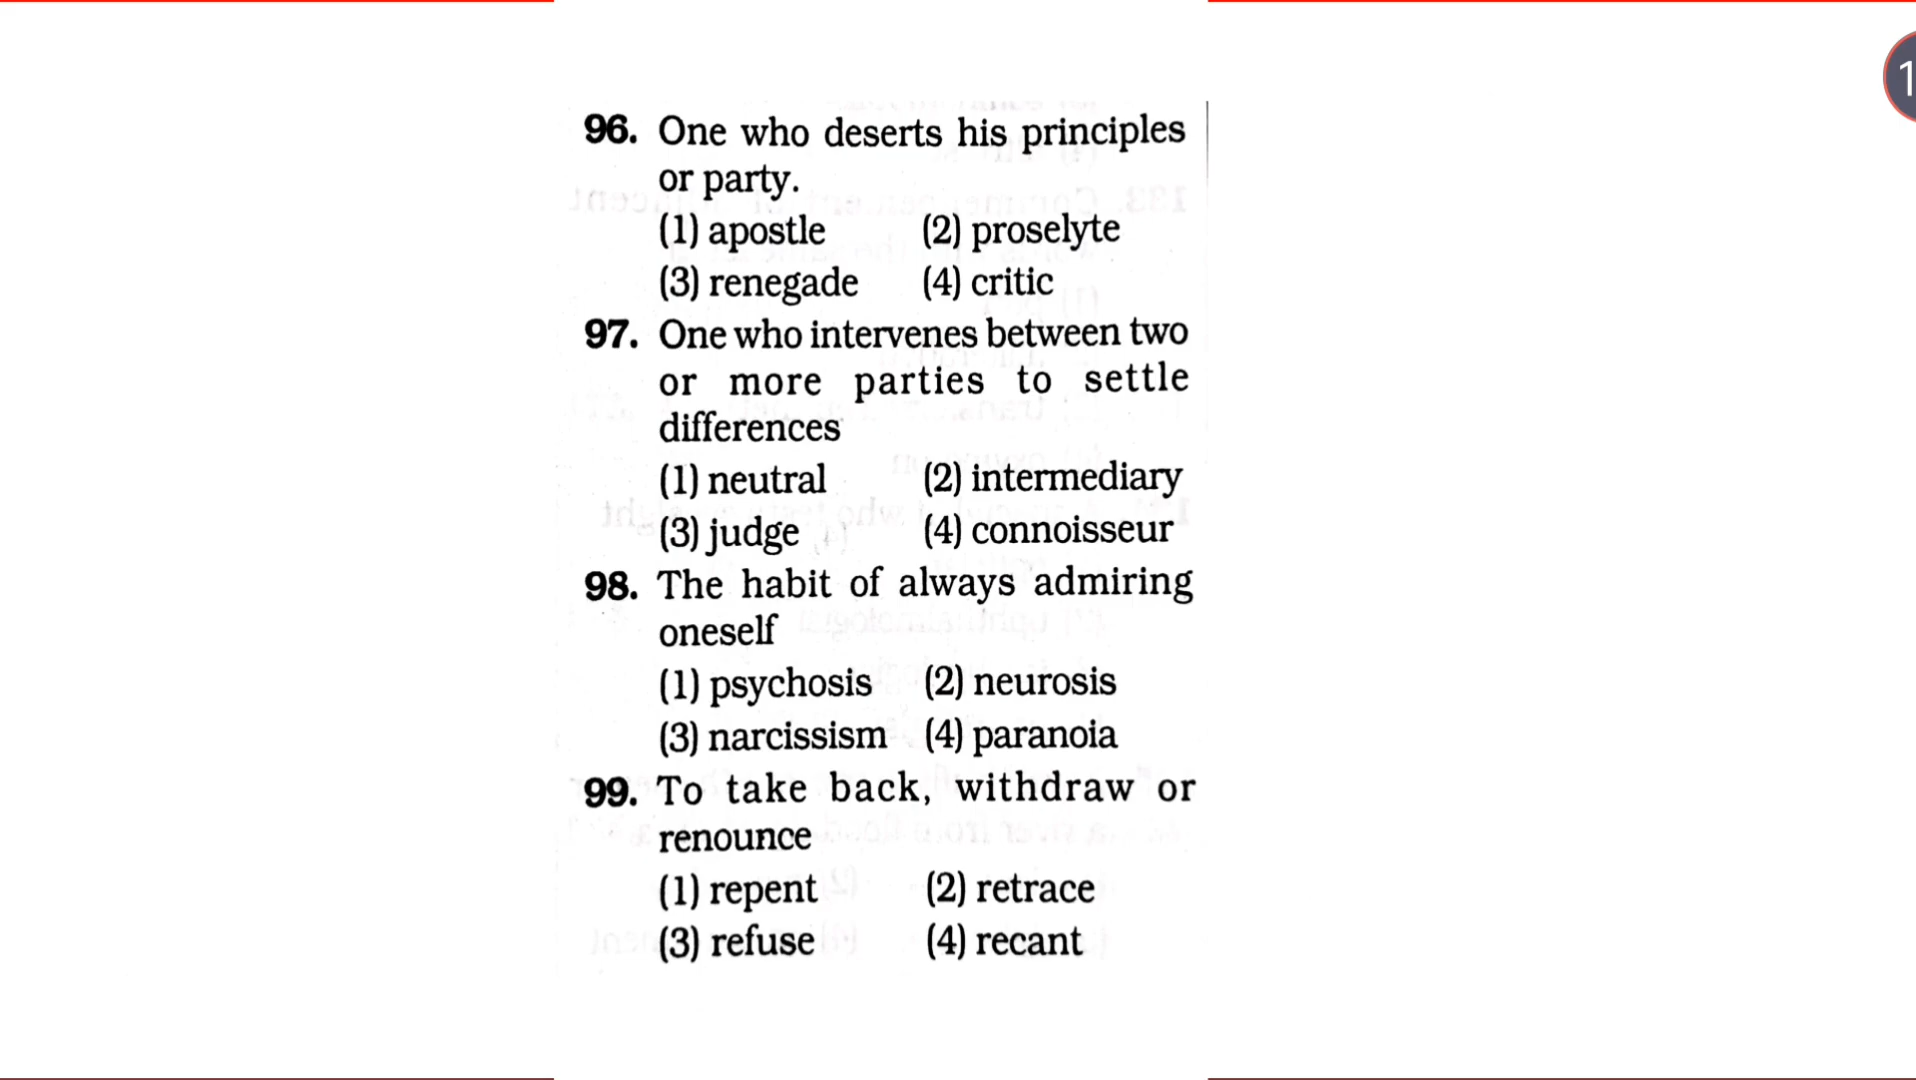 96. One who deserts his principles
or party.
(1) apostle (2) proselyte
(3) renegade (4) critic
97. One who intervenes between two
or more parties to settle
differences
(1) neutral (2) intermediary
(3) judge (4) connoisseur
98. The habit of always admiring
oneself
(1) psychosis (2) neurosis
(3) narcissism (4) paranoia
99. To take back, withdraw or
renounce
(1) repent (2) retrace
(3) refuse (4) recant